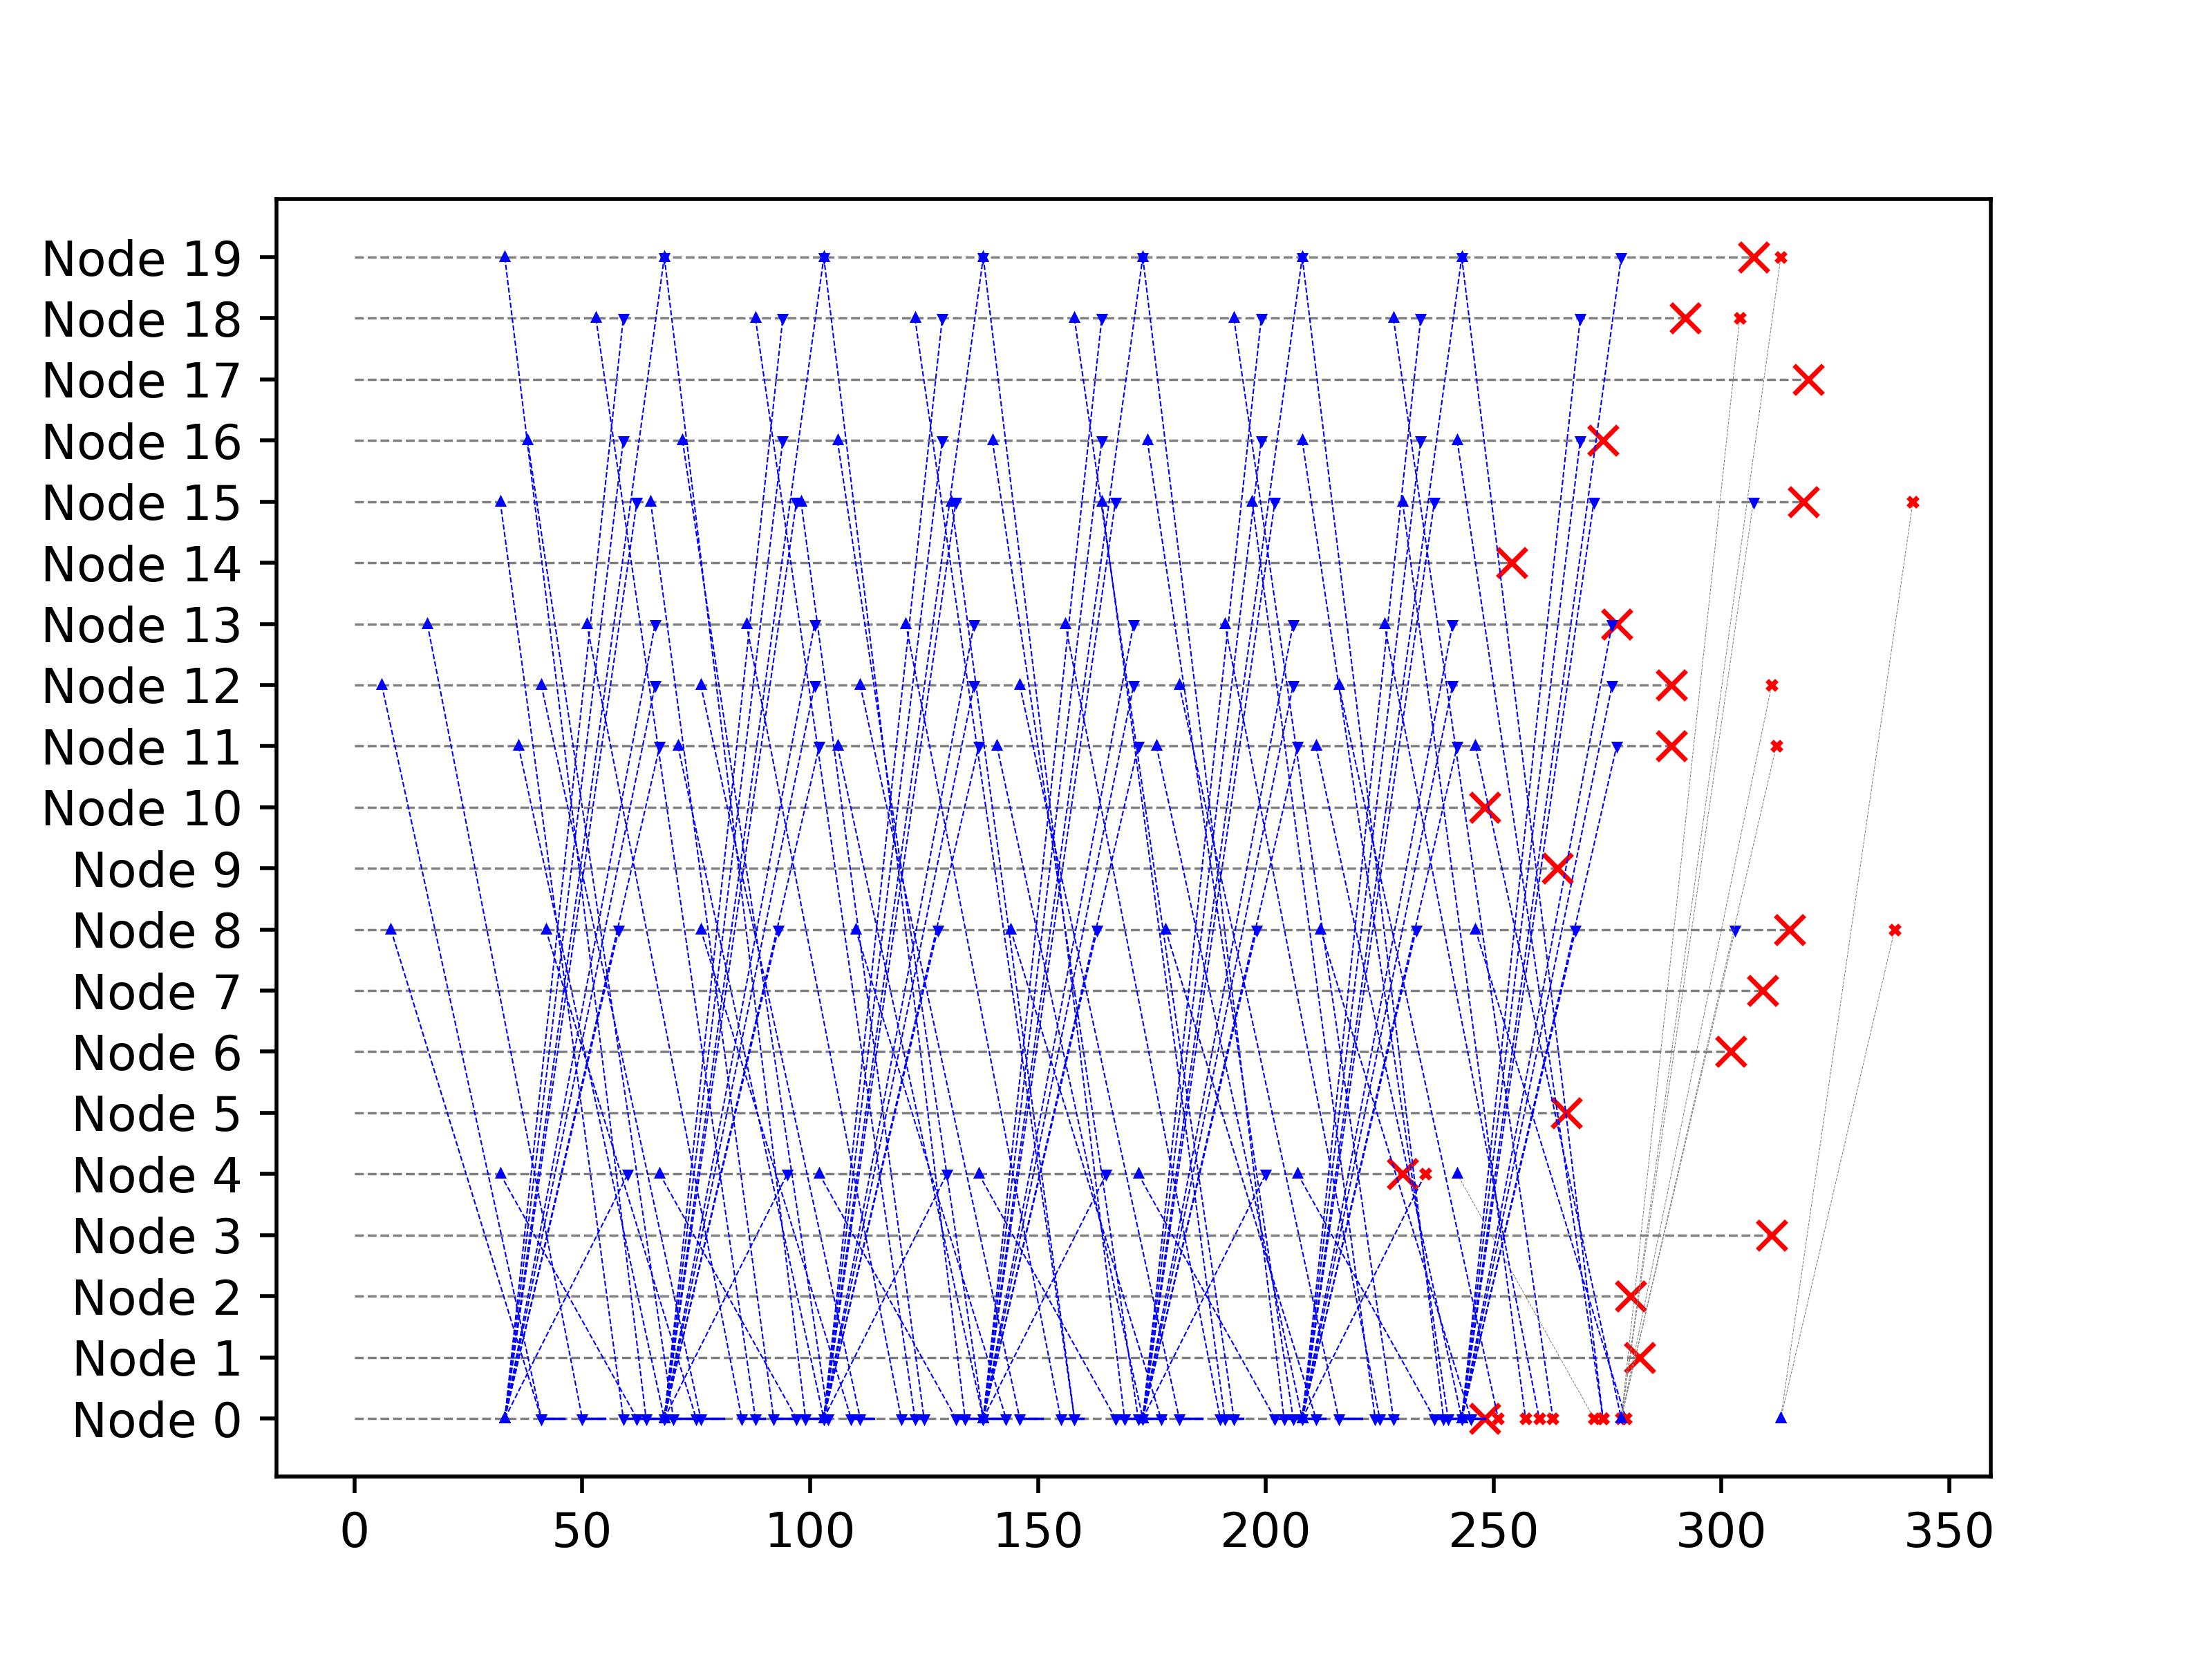 Node 19
Node 18
Node 17
Node 16
Node 15
Node 14
Node 13
Node 12
Node 11
Node 10
Node 9
Node 8
Node 7
Node 6
Node 5
Node 4
Node 3
Node 2
Node 1
Node 0
0 50 100 150 200 250 300 350